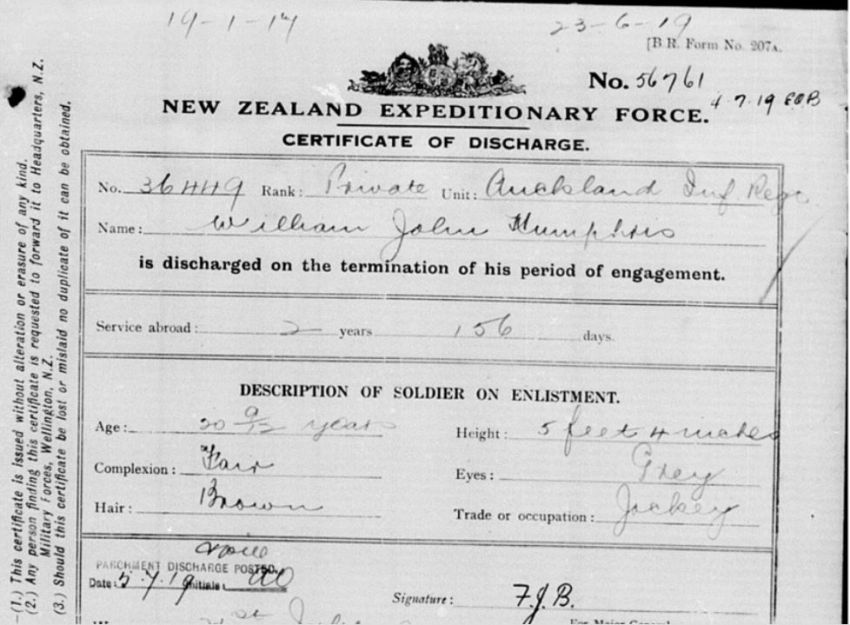 19-1-17 23-6-19
[B.R. Form No. 207A.
No. 56761
4.7.19
NEW ZEALAND EXPEDITIONARY FORCE.
CERTIFICATE OF DISCHARGE.
No. 36449 Rank: Private Unit: Auckland Inf. Regt
Name: William John Humphris
is discharged on the termination of his period of engagement.
Service abroad: 2 years 156 days.
DESCRIPTION OF SOLDIER ON ENLISTMENT.
Age: 20 9/12 years Height: 5 feet 4 inches
Complexion: Fair Eyes: Grey
Hair: Brown Trade or occupation: Jockey
PARCHMENT DISCHARGE POSTED.
Date: 5.7.19 Initials:
Signature: F.J.B.
For Major-General
(1.) This certificate is issued without alteration or erasure of any kind.
(2.) Any person finding this certificate is requested to forward it to Headquarters, N.Z.
Military Forces, Wellington, N.Z.
(3.) Should this certificate be lost or mislaid no duplicate of it can be obtained.